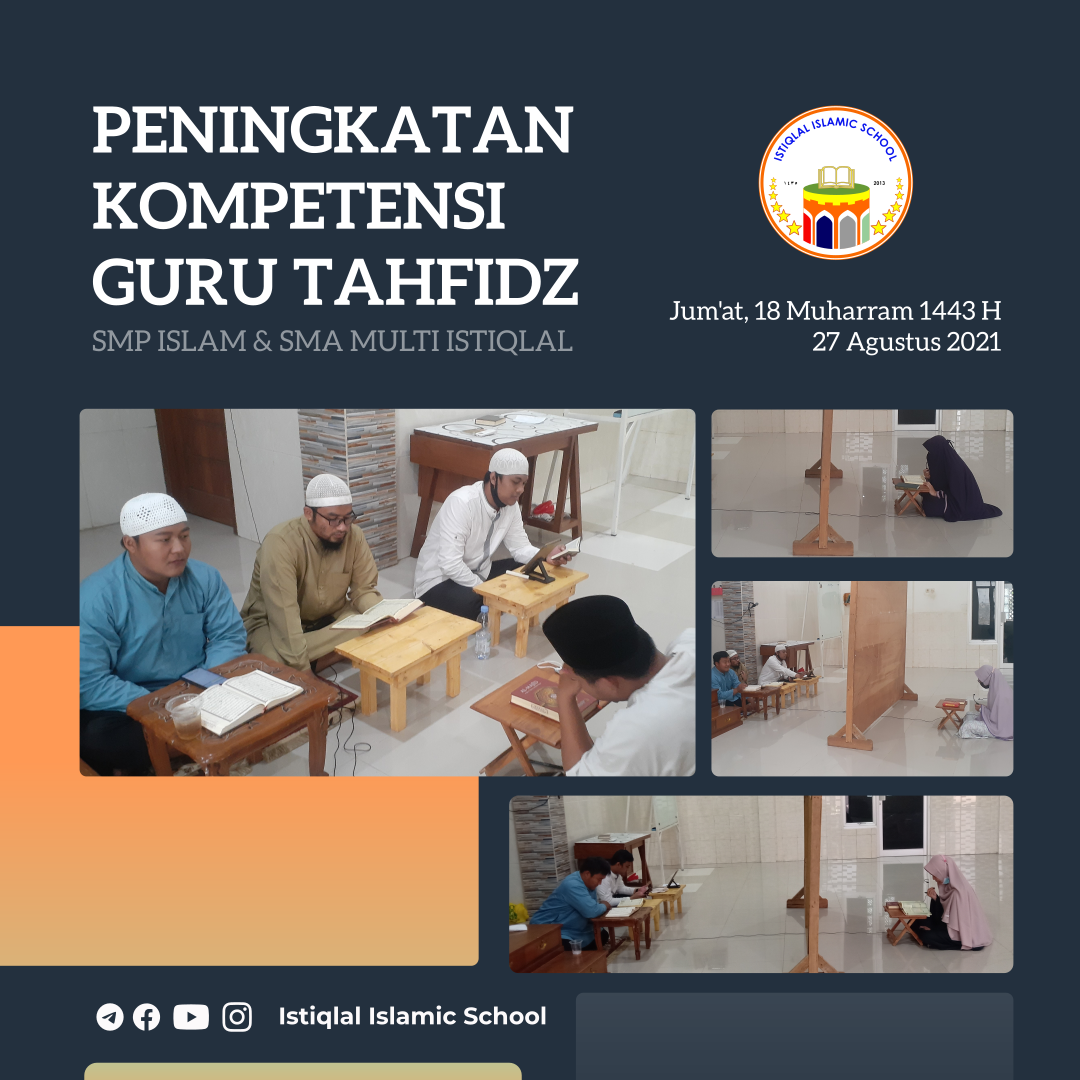 PENINGKATAN
KOMPETENSI
GURU TAHFIDZ
SMP ISLAM & SMA MULTI ISTIQLAL
ISTIQLAL ISLAMIC SCHOOL
١٤٣٥
2013
Jum'at, 18 Muharram 1443 H
27 Agustus 2021
Istiqlal Islamic School